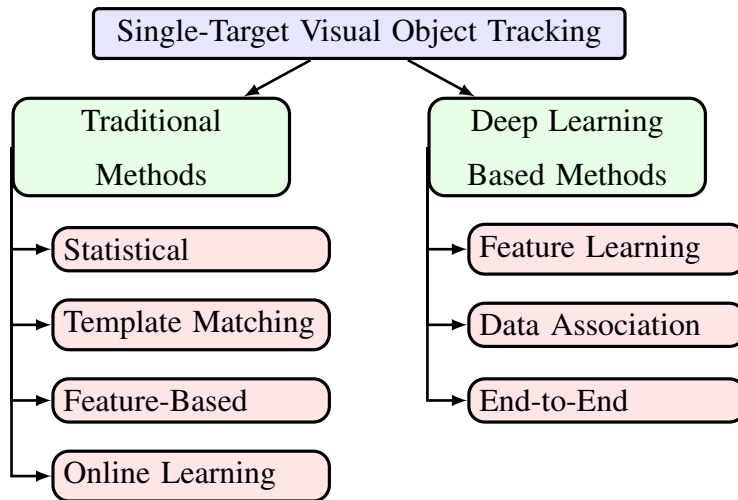 Single-Target Visual Object Tracking
Traditional
Methods
Statistical
Template Matching
Feature-Based
Online Learning
Deep Learning
Based Methods
Feature Learning
Data Association
End-to-End